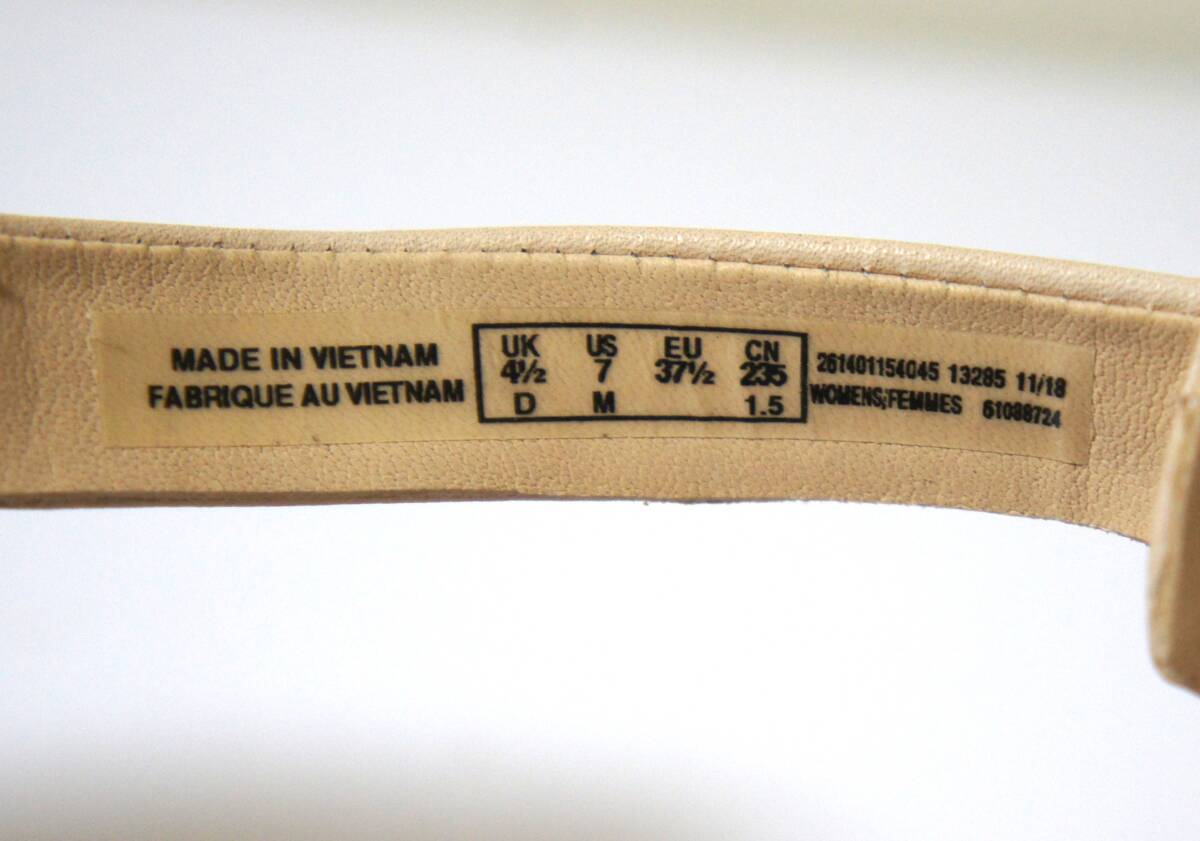 MADE IN VIETNAM
FABRIQUE AU VIETNAM
UK US EU CN
4½ 7 37½ 235
D M 1.5
261401154045 13285 11/18
WOMENS;FEMMES 61088724